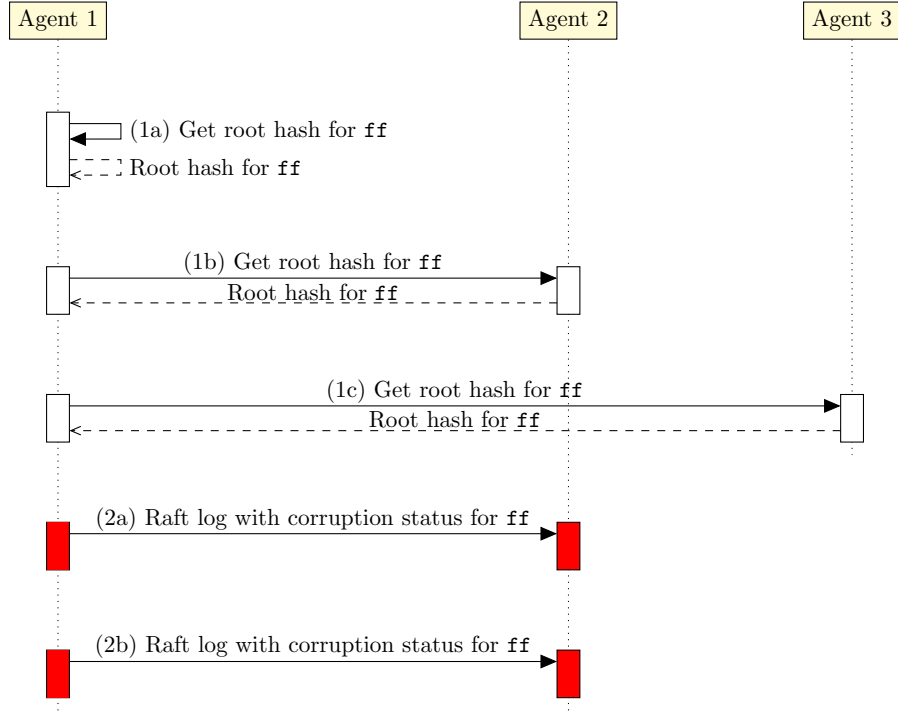 Agent 1
Agent 2
Agent 3
(1a) Get root hash for ff
Root hash for ff
(1b) Get root hash for ff
Root hash for ff
(1c) Get root hash for ff
Root hash for ff
(2a) Raft log with corruption status for ff
(2b) Raft log with corruption status for ff